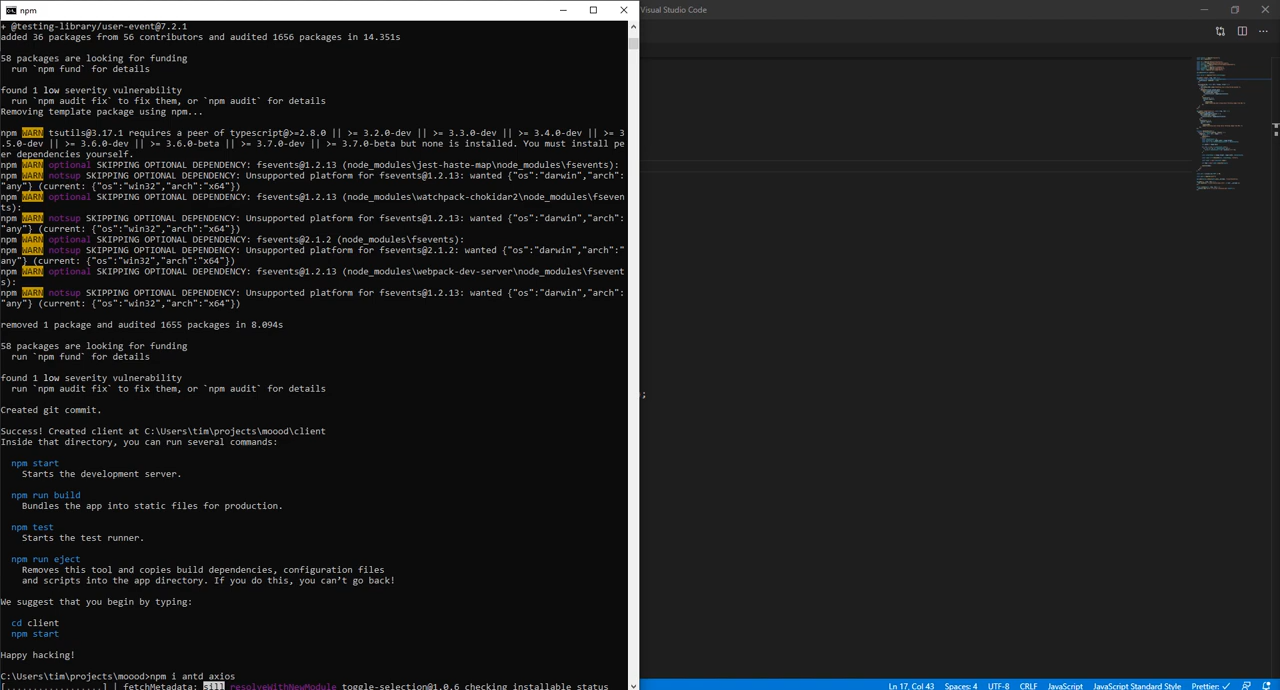 npm
Visual Studio Code
+ @testing-library/user-event@7.2.1
added 36 packages from 56 contributors and audited 1656 packages in 14.351s
58 packages are looking for funding
run `npm fund` for details
found 1 low severity vulnerability
run `npm audit fix` to fix them, or `npm audit` for details
Removing template package using npm...
npm WARN tsutils@3.17.1 requires a peer of typescript@>=2.8.0 || >= 3.2.0-dev || >= 3.3.0-dev || >= 3.4.0-dev || >= 3
.5.0-dev || >= 3.6.0-dev || >= 3.6.0-beta || >= 3.7.0-dev || >= 3.7.0-beta but none is installed. You must install pe
er dependencies yourself.
npm WARN optional SKIPPING OPTIONAL DEPENDENCY: fsevents@1.2.13 (node_modules\jest-haste-map\node_modules\fsevents):
npm WARN notsup SKIPPING OPTIONAL DEPENDENCY: Unsupported platform for fsevents@1.2.13: wanted {"os":"darwin","arch":
"any"} (current: {"os":"win32","arch":"x64"})
npm WARN optional SKIPPING OPTIONAL DEPENDENCY: fsevents@1.2.13 (node_modules\watchpack-chokidar2\node_modules\fseven
ts):
npm WARN notsup SKIPPING OPTIONAL DEPENDENCY: Unsupported platform for fsevents@1.2.13: wanted {"os":"darwin","arch":
"any"} (current: {"os":"win32","arch":"x64"})
npm WARN optional SKIPPING OPTIONAL DEPENDENCY: fsevents@2.1.2 (node_modules\fsevents):
npm WARN notsup SKIPPING OPTIONAL DEPENDENCY: Unsupported platform for fsevents@2.1.2: wanted {"os":"darwin","arch":"
any"} (current: {"os":"win32","arch":"x64"})
npm WARN optional SKIPPING OPTIONAL DEPENDENCY: fsevents@1.2.13 (node_modules\webpack-dev-server\node_modules\fsevent
s):
npm WARN notsup SKIPPING OPTIONAL DEPENDENCY: Unsupported platform for fsevents@1.2.13: wanted {"os":"darwin","arch":
"any"} (current: {"os":"win32","arch":"x64"})
removed 1 package and audited 1655 packages in 8.094s
58 packages are looking for funding
run `npm fund` for details
found 1 low severity vulnerability
run `npm audit fix` to fix them, or `npm audit` for details
;
Created git commit.
Success! Created client at C:\Users\tim\projects\moood\client
Inside that directory, you can run several commands:
npm start
Starts the development server.
npm run build
Bundles the app into static files for production.
npm test
Starts the test runner.
npm run eject
Removes this tool and copies build dependencies, configuration files
and scripts into the app directory. If you do this, you can't go back!
We suggest that you begin by typing:
cd client
npm start
Happy hacking!
C:\Users\tim\projects\moood>npm i antd axios
[..................] | fetchMetadata: sill resolveWithNewModule toggle-selection@1.0.6 checking installable status
Ln 17, Col 43 Spaces: 4 UTF-8 CRLF JavaScript JavaScript Standard Style Prettier: ✓